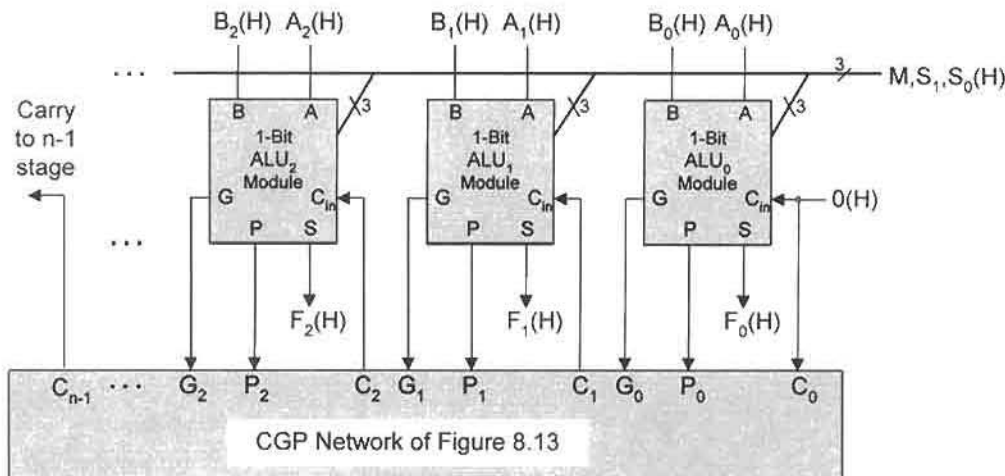 B₂(H) A₂(H) B₁(H) A₁(H) B₀(H) A₀(H)
... 3 M,S₁,S₀(H)
Carry to n-1 stage
B A 3 B A 3 B A 3
1-Bit ALU₂ Module 1-Bit ALU₁ Module 1-Bit ALU₀ Module
G Cin G Cin G Cin 0(H)
... P S P S P S
F₂(H) F₁(H) F₀(H)
Cn-1 ... G₂ P₂ C₂ G₁ P₁ C₁ G₀ P₀ C₀
CGP Network of Figure 8.13